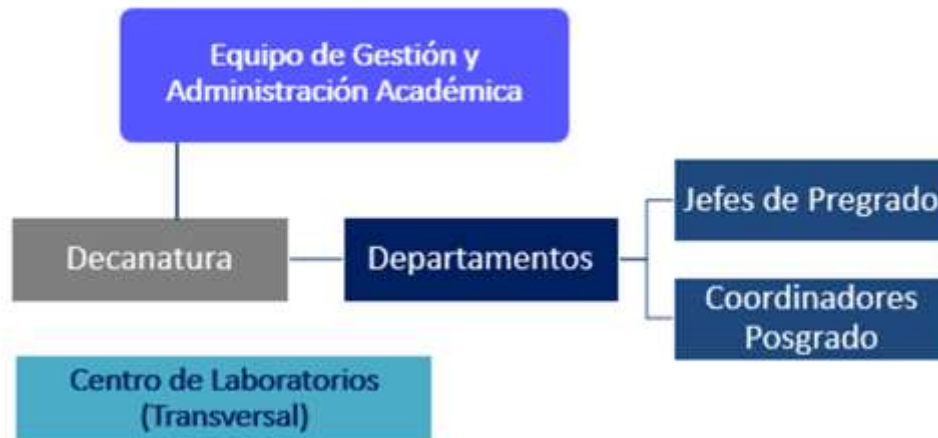 Equipo de Gestión y
Administración Académica
Jefes de Pregrado
Decanatura
Departamentos
Coordinadores
Posgrado
Centro de Laboratorios
(Transversal)